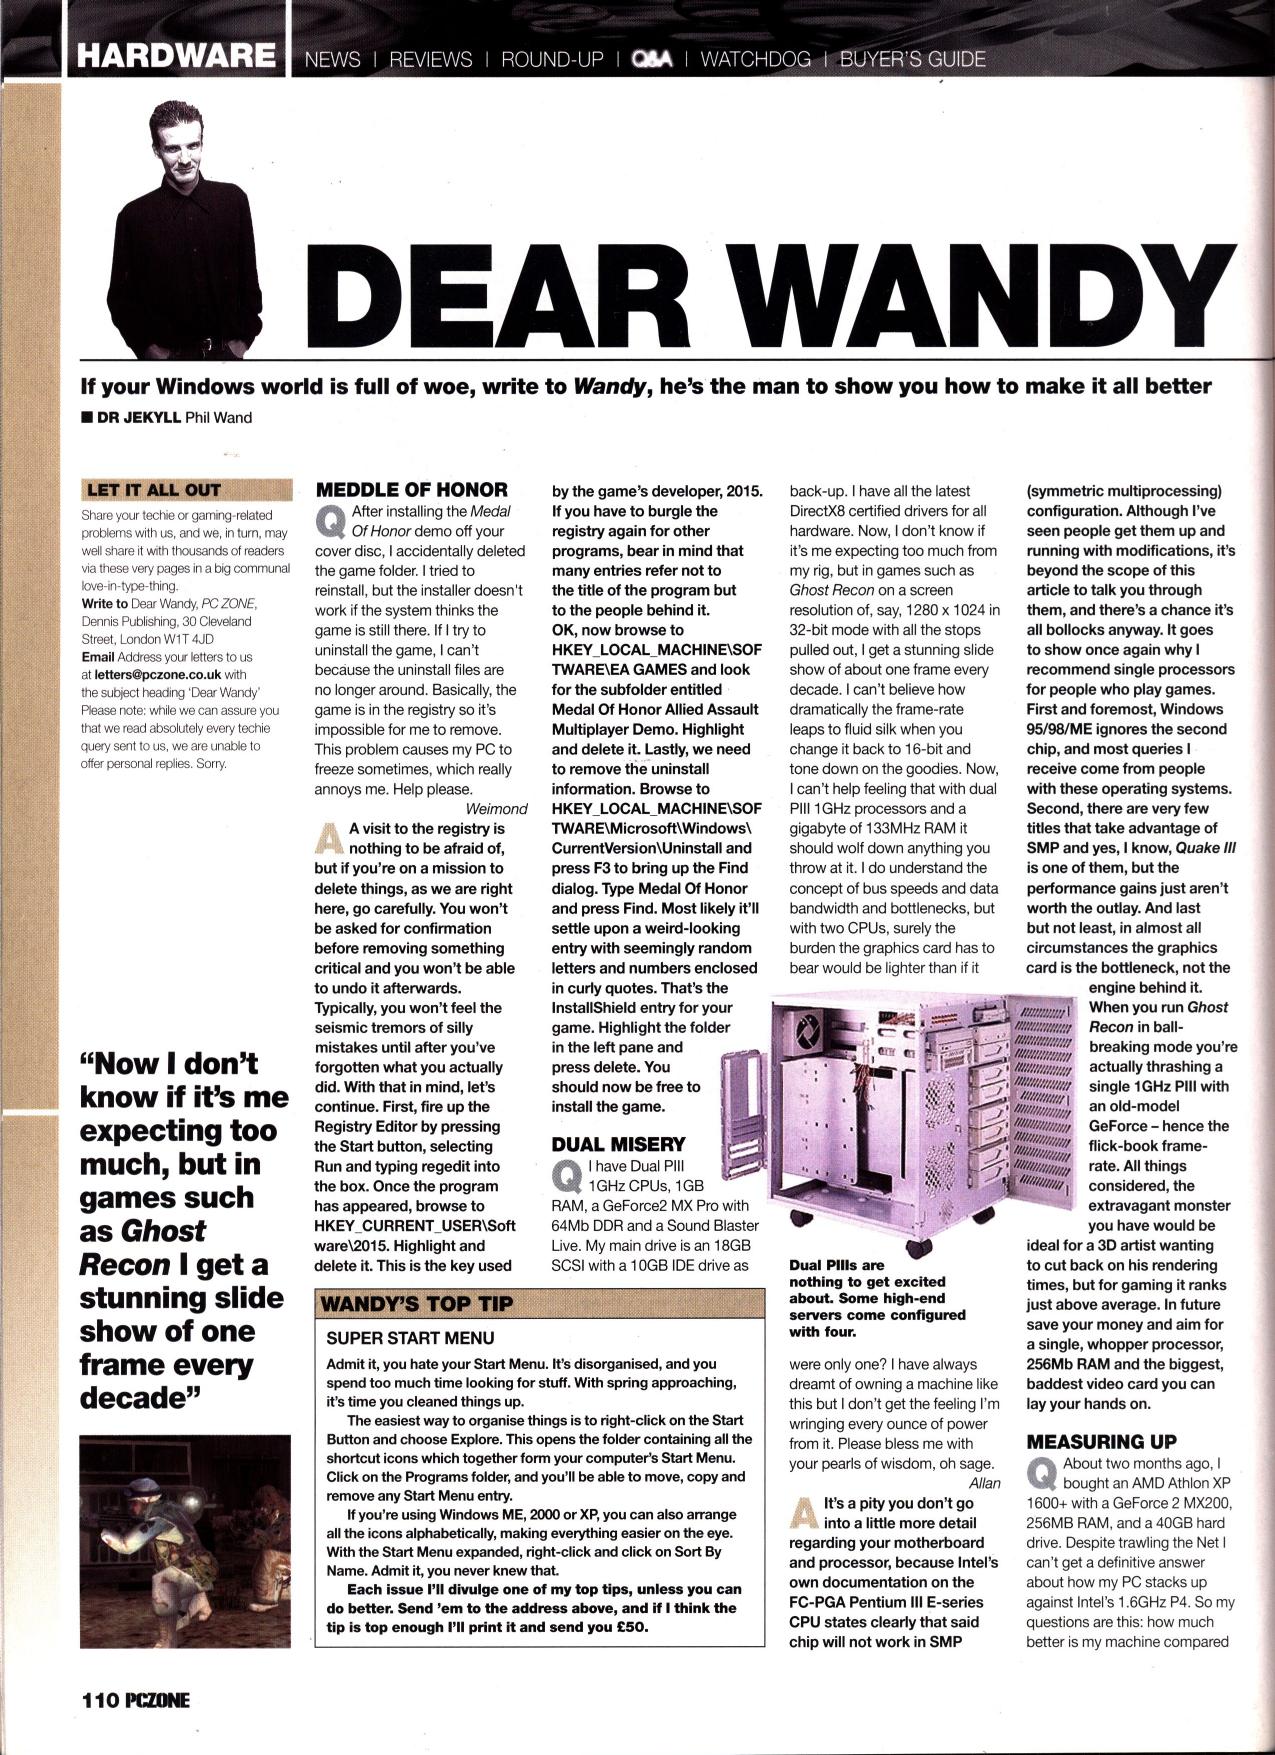 HARDWARE
NEWS | REVIEWS | ROUND-UP | Q&A | WATCHDOG | BUYER'S GUIDE
DEAR WANDY
If your Windows world is full of woe, write to Wandy, he's the man to show you how to make it all better
■ DR JEKYLL Phil Wand
LET IT ALL OUT
Share your techie or gaming-related
problems with us, and we, in turn, may
well share it with thousands of readers
via these very pages in a big communal
love-in-type-thing.
Write to Dear Wandy, PC ZONE,
Dennis Publishing, 30 Cleveland
Street, London W1T 4JD
Email Address your letters to us
at letters@pczone.co.uk with
the subject heading 'Dear Wandy'
Please note: while we can assure you
that we read absolutely every techie
query sent to us, we are unable to
offer personal replies. Sorry.
"Now I don't
know if it's me
expecting too
much, but in
games such
as Ghost
Recon I get a
stunning slide
show of one
frame every
decade"
MEDDLE OF HONOR
Q After installing the Medal
Of Honor demo off your
cover disc, I accidentally deleted
the game folder. I tried to
reinstall, but the installer doesn't
work if the system thinks the
game is still there. If I try to
uninstall the game, I can't
because the uninstall files are
no longer around. Basically, the
game is in the registry so it's
impossible for me to remove.
This problem causes my PC to
freeze sometimes, which really
annoys me. Help please.
Weimond
A A visit to the registry is
nothing to be afraid of,
but if you're on a mission to
delete things, as we are right
here, go carefully. You won't
be asked for confirmation
before removing something
critical and you won't be able
to undo it afterwards.
Typically, you won't feel the
seismic tremors of silly
mistakes until after you've
forgotten what you actually
did. With that in mind, let's
continue. First, fire up the
Registry Editor by pressing
the Start button, selecting
Run and typing regedit into
the box. Once the program
has appeared, browse to
HKEY_CURRENT_USER\Soft
ware\2015. Highlight and
delete it. This is the key used
by the game's developer, 2015.
If you have to burgle the
registry again for other
programs, bear in mind that
many entries refer not to
the title of the program but
to the people behind it.
OK, now browse to
HKEY_LOCAL_MACHINE\SOF
TWARE\EA GAMES and look
for the subfolder entitled
Medal Of Honor Allied Assault
Multiplayer Demo. Highlight
and delete it. Lastly, we need
to remove the uninstall
information. Browse to
HKEY_LOCAL_MACHINE\SOF
TWARE\Microsoft\Windows\
CurrentVersion\Uninstall and
press F3 to bring up the Find
dialog. Type Medal Of Honor
and press Find. Most likely it'll
settle upon a weird-looking
entry with seemingly random
letters and numbers enclosed
in curly quotes. That's the
InstallShield entry for your
game. Highlight the folder
in the left pane and
press delete. You
should now be free to
install the game.
DUAL MISERY
Q I have Dual PIII
1GHz CPUs, 1GB
RAM, a GeForce2 MX Pro with
64Mb DDR and a Sound Blaster
Live. My main drive is an 18GB
SCSI with a 10GB IDE drive as
back-up. I have all the latest
DirectX8 certified drivers for all
hardware. Now, I don't know if
it's me expecting too much from
my rig, but in games such as
Ghost Recon on a screen
resolution of, say, 1280 x 1024 in
32-bit mode with all the stops
pulled out, I get a stunning slide
show of about one frame every
decade. I can't believe how
dramatically the frame-rate
leaps to fluid silk when you
change it back to 16-bit and
tone down on the goodies. Now,
I can't help feeling that with dual
PIII 1GHz processors and a
gigabyte of 133MHz RAM it
should wolf down anything you
throw at it. I do understand the
concept of bus speeds and data
bandwidth and bottlenecks, but
with two CPUs, surely the
burden the graphics card has to
bear would be lighter than if it
Dual PIIIs are
nothing to get excited
about. Some high-end
servers come configured
with four.
were only one? I have always
dreamt of owning a machine like
this but I don't get the feeling I'm
wringing every ounce of power
from it. Please bless me with
your pearls of wisdom, oh sage.
Allan
A It's a pity you don't go
into a little more detail
regarding your motherboard
and processor, because Intel's
own documentation on the
FC-PGA Pentium III E-series
CPU states clearly that said
chip will not work in SMP
(symmetric multiprocessing)
configuration. Although I've
seen people get them up and
running with modifications, it's
beyond the scope of this
article to talk you through
them, and there's a chance it's
all bollocks anyway. It goes
to show once again why I
recommend single processors
for people who play games.
First and foremost, Windows
95/98/ME ignores the second
chip, and most queries I
receive come from people
with these operating systems.
Second, there are very few
titles that take advantage of
SMP and yes, I know, Quake III
is one of them, but the
performance gains just aren't
worth the outlay. And last
but not least, in almost all
circumstances the graphics
card is the bottleneck, not the
engine behind it.
When you run Ghost
Recon in ball-
breaking mode you're
actually thrashing a
single 1GHz PIII with
an old-model
GeForce – hence the
flick-book frame-
rate. All things
considered, the
extravagant monster
you have would be
ideal for a 3D artist wanting
to cut back on his rendering
times, but for gaming it ranks
just above average. In future
save your money and aim for
a single, whopper processor,
256Mb RAM and the biggest,
baddest video card you can
lay your hands on.
MEASURING UP
Q About two months ago, I
bought an AMD Athlon XP
1600+ with a GeForce 2 MX200,
256MB RAM, and a 40GB hard
drive. Despite trawling the Net I
can't get a definitive answer
about how my PC stacks up
against Intel's 1.6GHz P4. So my
questions are this: how much
better is my machine compared
WANDY'S TOP TIP
SUPER START MENU
Admit it, you hate your Start Menu. It's disorganised, and you
spend too much time looking for stuff. With spring approaching,
it's time you cleaned things up.
The easiest way to organise things is to right-click on the Start
Button and choose Explore. This opens the folder containing all the
shortcut icons which together form your computer's Start Menu.
Click on the Programs folder, and you'll be able to move, copy and
remove any Start Menu entry.
If you're using Windows ME, 2000 or XP, you can also arrange
all the icons alphabetically, making everything easier on the eye.
With the Start Menu expanded, right-click and click on Sort By
Name. Admit it, you never knew that.
Each issue I'll divulge one of my top tips, unless you can
do better. Send 'em to the address above, and if I think the
tip is top enough I'll print it and send you £50.
110 PCZONE